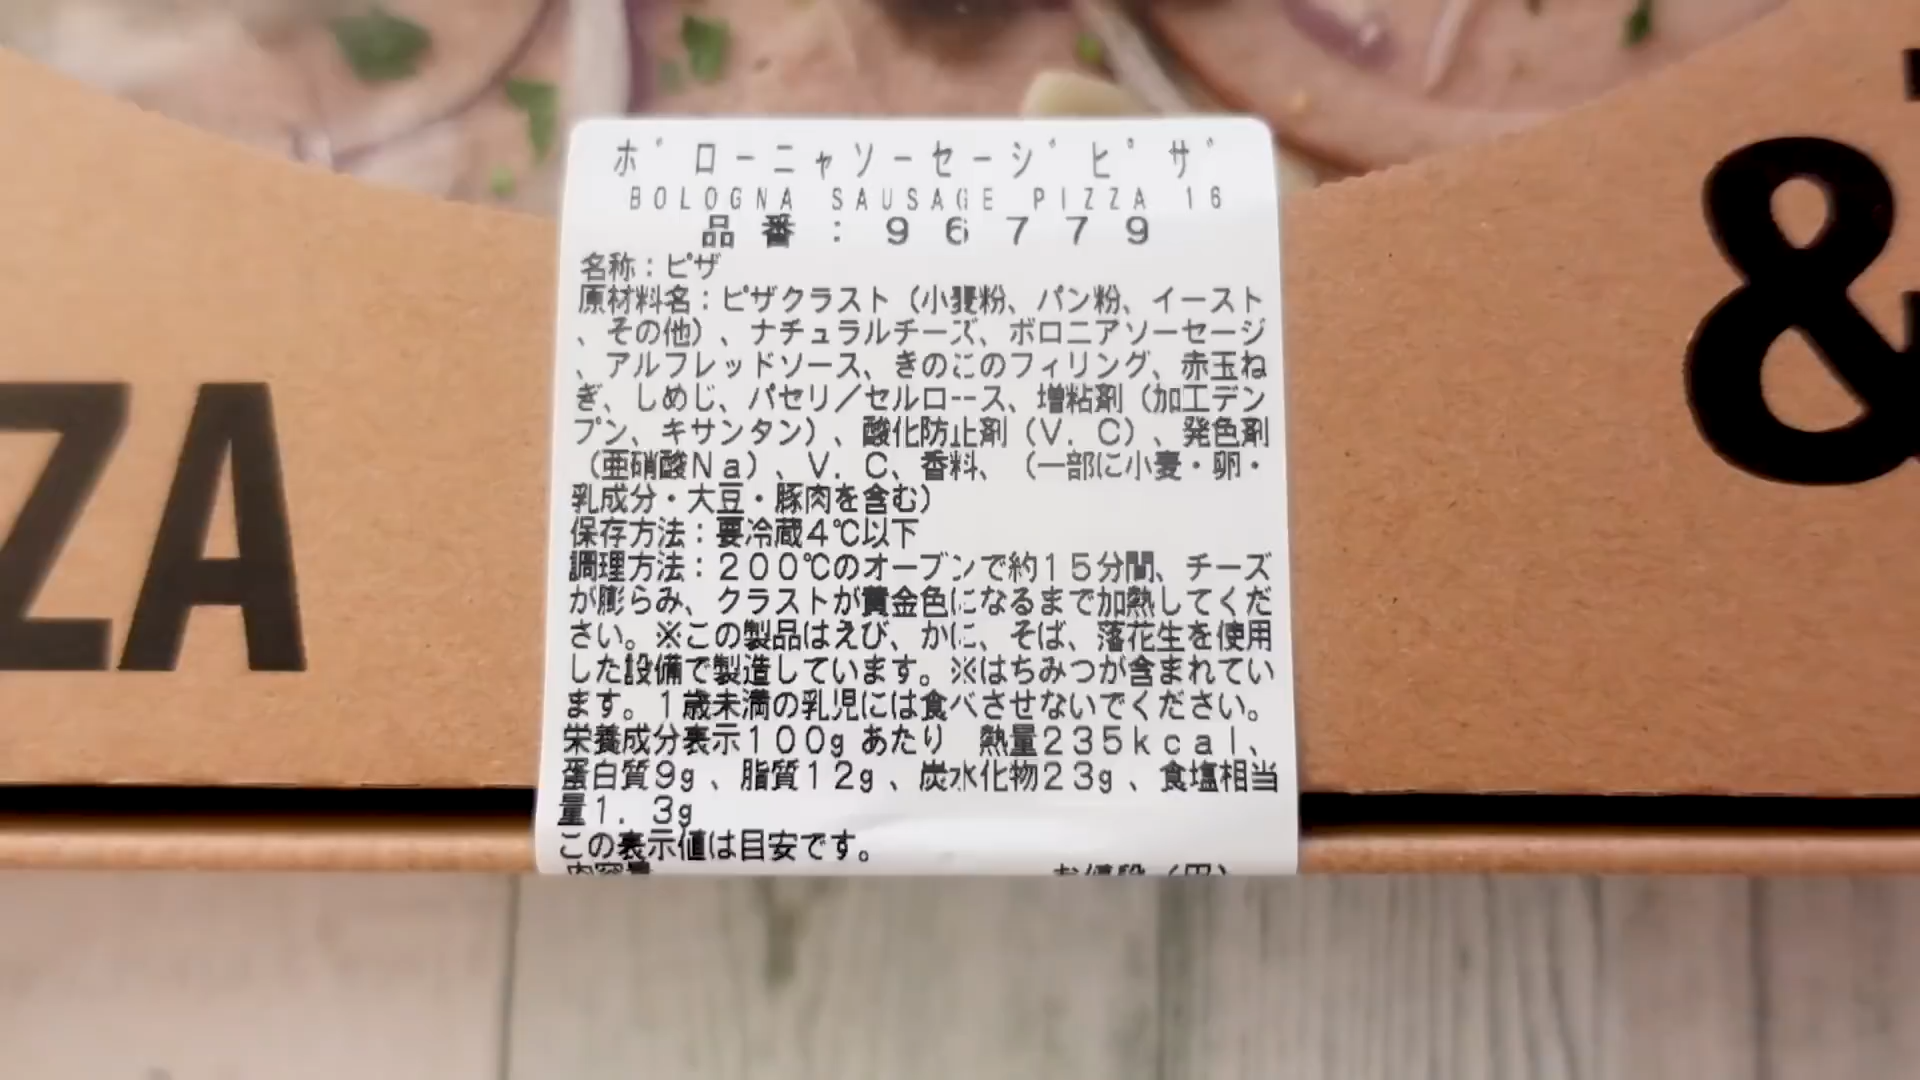 ボローニャソーセージピザ
BOLOGNA SAUSAGE PIZZA 16
品番:96779
名称:ピザ
原材料名:ピザクラスト(小麦粉、パン粉、イースト
、その他)、ナチュラルチーズ、ボロニアソーセージ
、アルフレッドソース、きのこのフィリング、赤玉ね
ぎ、しめじ、パセリ/セルロース、増粘剤(加工デン
プン、キサンタン)、酸化防止剤(V.C)、発色剤
(亜硝酸Na)、V.C、香料、(一部に小麦・卵・
乳成分・大豆・豚肉を含む)
保存方法:要冷蔵4℃以下
調理方法:200℃のオーブンで約15分間、チーズ
が膨らみ、クラストが黄金色になるまで加熱してくだ
さい。※この製品はえび、かに、そば、落花生を使用
した設備で製造しています。※はちみつが含まれてい
ます。1歳未満の乳児には食べさせないでください。
栄養成分表示100gあたり 熱量235kcal、
蛋白質9g、脂質12g、炭水化物23g、食塩相当
量1.3g
この表示値は目安です。
内容量 お値段(円)
ZA
&